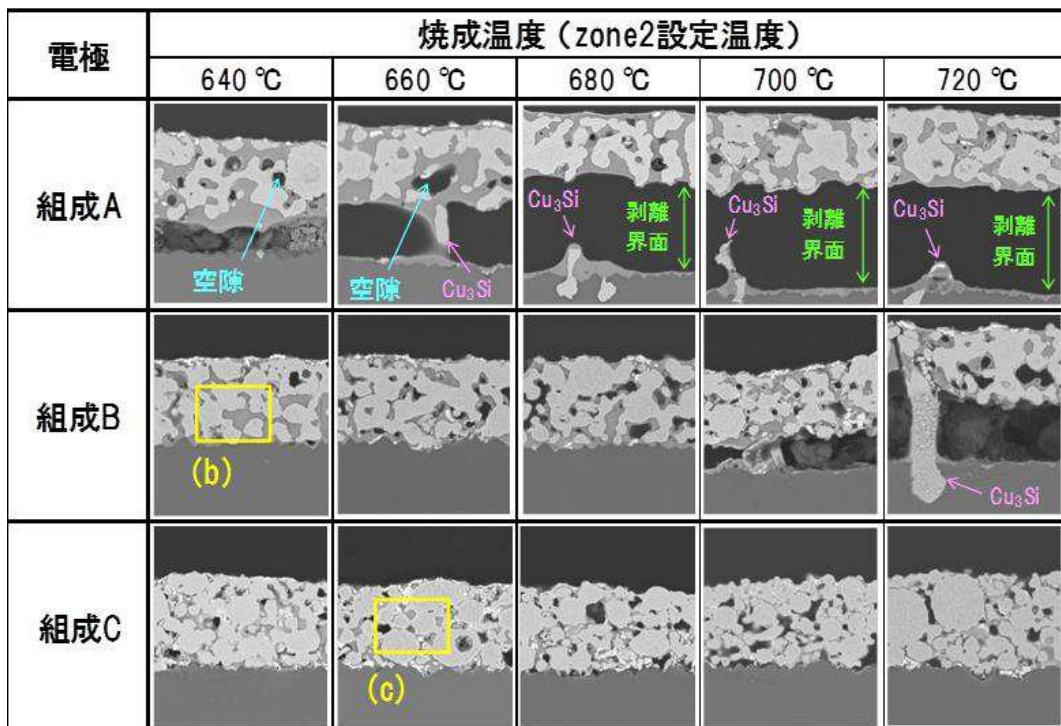 電極
焼成温度（zone2設定温度）
640 ℃
660 ℃
680 ℃
700 ℃
720 ℃
組成A
空隙
空隙
Cu₃Si
Cu₃Si
剥離
界面
Cu₃Si
剥離
界面
Cu₃Si
剥離
界面
組成B
(b)
Cu₃Si
組成C
(c)